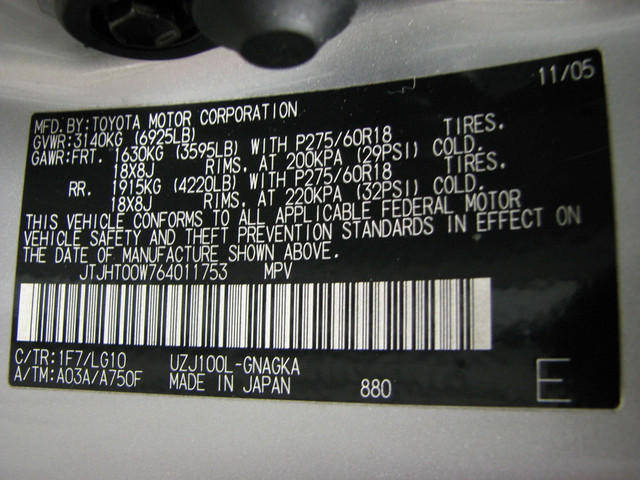 11/05
MFD.BY:TOYOTA MOTOR CORPORATION
GVWR:3140KG (6925LB)
GAWR:FRT. 1630KG (3595LB) WITH P275/60R18 TIRES.
18X8J RIMS. AT 200KPA (29PSI) COLD.
RR. 1915KG (4220LB) WITH P275/60R18 TIRES.
18X8J RIMS. AT 220KPA (32PSI) COLD.
THIS VEHICLE CONFORMS TO ALL APPLICABLE FEDERAL MOTOR
VEHICLE SAFETY AND THEFT PREVENTION STANDARDS IN EFFECT ON
THE DATE OF MANUFACTURE SHOWN ABOVE.
JTJHT00W764011753 MPV
C/TR:1F7/LG10 UZJ100L-GNAGKA
A/TM:A03A/A750F MADE IN JAPAN 880 E